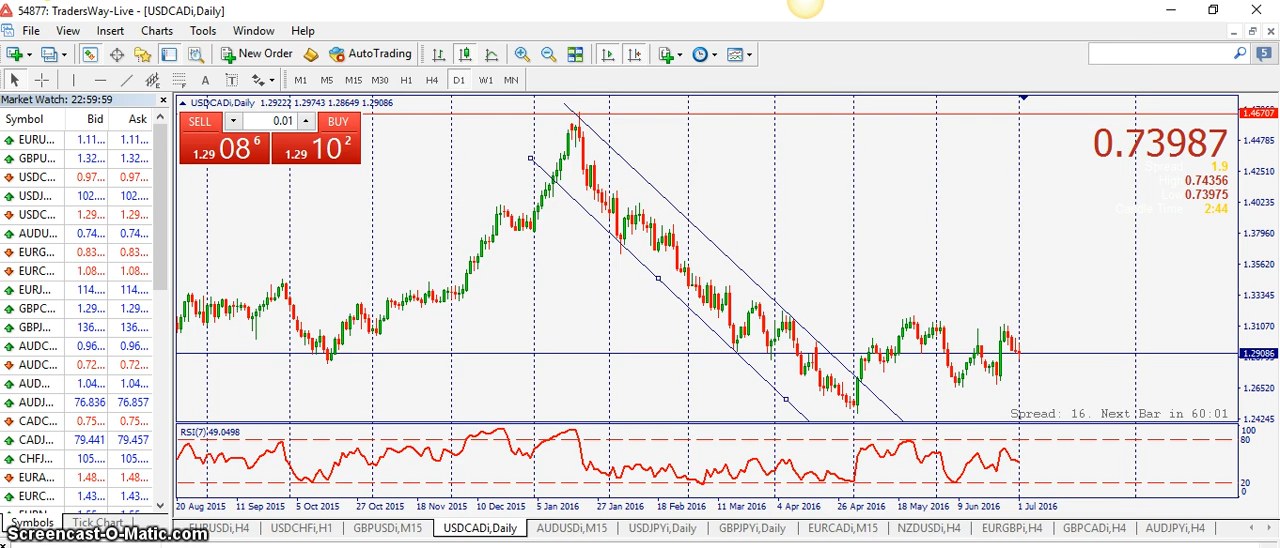 54877: TradersWay-Live - [USDCADi,Daily]
File View Insert Charts Tools Window Help
New Order AutoTrading 5
A T M1 M5 M15 M30 H1 H4 D1 W1 MN
Market Watch: 22:59:59
Symbol Bid Ask
EURU... 1.11... 1.11...
GBPU... 1.32... 1.32...
USDC... 0.97... 0.97...
USDJ... 102.... 102....
USDC... 1.29... 1.29...
AUDU... 0.74... 0.74...
EURG... 0.83... 0.83...
EURC... 1.08... 1.08...
EURJ... 114.... 114....
GBPC... 1.29... 1.29...
GBPJ... 136.... 136....
AUDC... 0.96... 0.96...
AUDC... 0.72... 0.72...
AUD... 1.04... 1.04...
AUDJ... 76.836 76.857
CADC... 0.75... 0.75...
CADJ... 79.441 79.457
CHFJ... 105.... 105....
EURA... 1.48... 1.48...
EURC... 1.43... 1.43...
Symbols Tick Chart
USDCADi,Daily 1.29222 1.29743 1.28649 1.29086
SELL 0.01 BUY
1.29 08 6 1.29 10 2
0.73987
1.9
High 0.74356
Low 0.73975
Candle Time 2:44
1.46707
1.44785
1.42510
1.40235
1.37960
1.35620
1.33345
1.31070
1.29086
1.26520
1.24245
Spread: 16. Next Bar in 60:01
RSI(7) 49.0498
100
80
20
0
20 Aug 2015 11 Sep 2015 5 Oct 2015 27 Oct 2015 18 Nov 2015 10 Dec 2015 5 Jan 2016 27 Jan 2016 18 Feb 2016 11 Mar 2016 4 Apr 2016 26 Apr 2016 18 May 2016 9 Jun 2016 1 Jul 2016
EURUSDi,H4 USDCHFi,H1 GBPUSDi,M15 USDCADi,Daily AUDUSDi,M15 USDJPYi,Daily GBPJPYi,Daily EURCADi,M15 NZDUSDi,H4 EURGBPi,H4 GBPCADi,H4 AUDJPYi,H4
Screencast-O-Matic.com